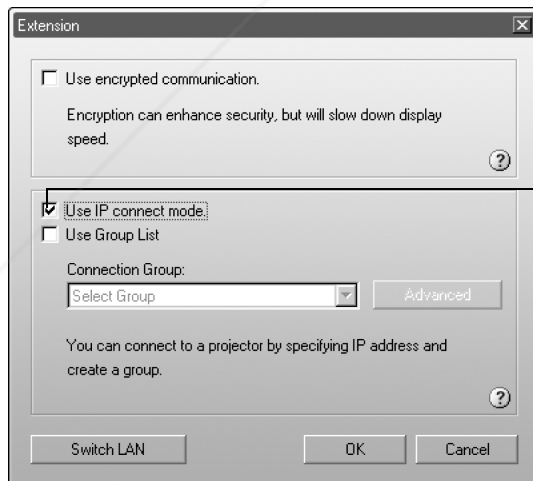 Extension
Use encrypted communication.
Encryption can enhance security, but will slow down display
speed.
?
Use IP connect mode.
Use Group List
Connection Group:
Select Group
Advanced
You can connect to a projector by specifying IP address and
create a group.
?
Switch LAN
OK
Cancel